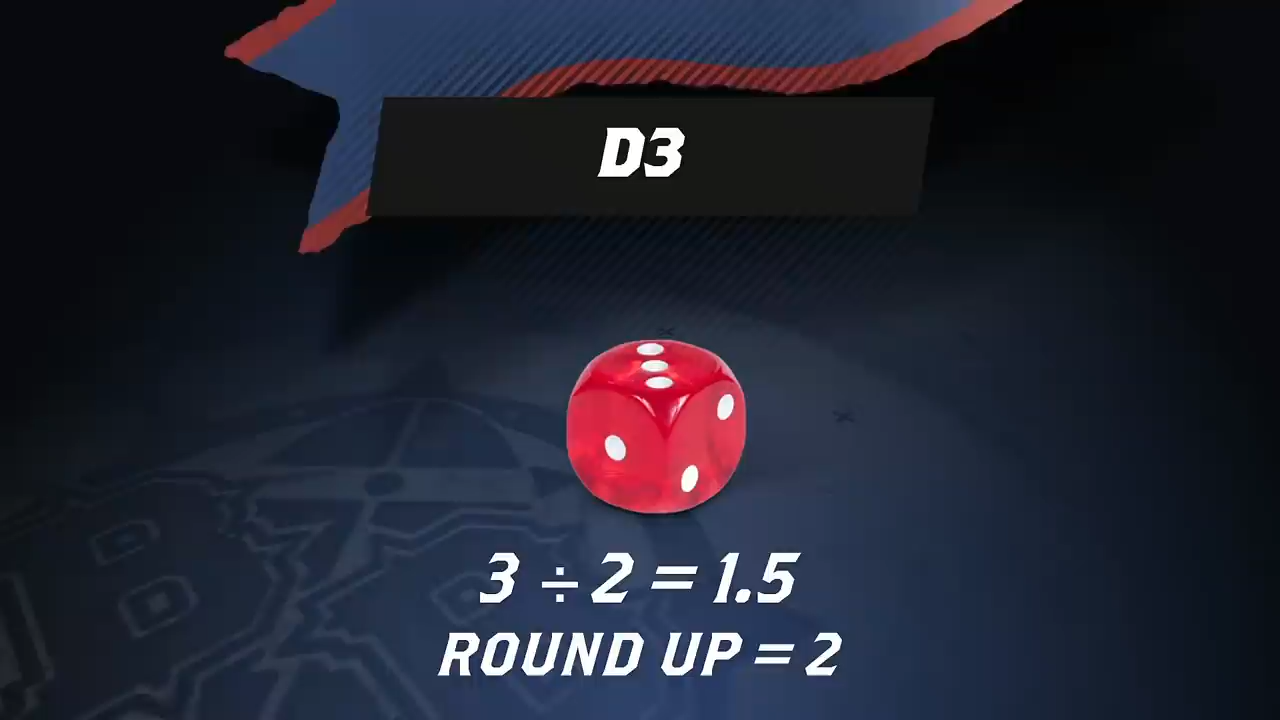 D3
3 ÷ 2 = 1.5
ROUND UP = 2